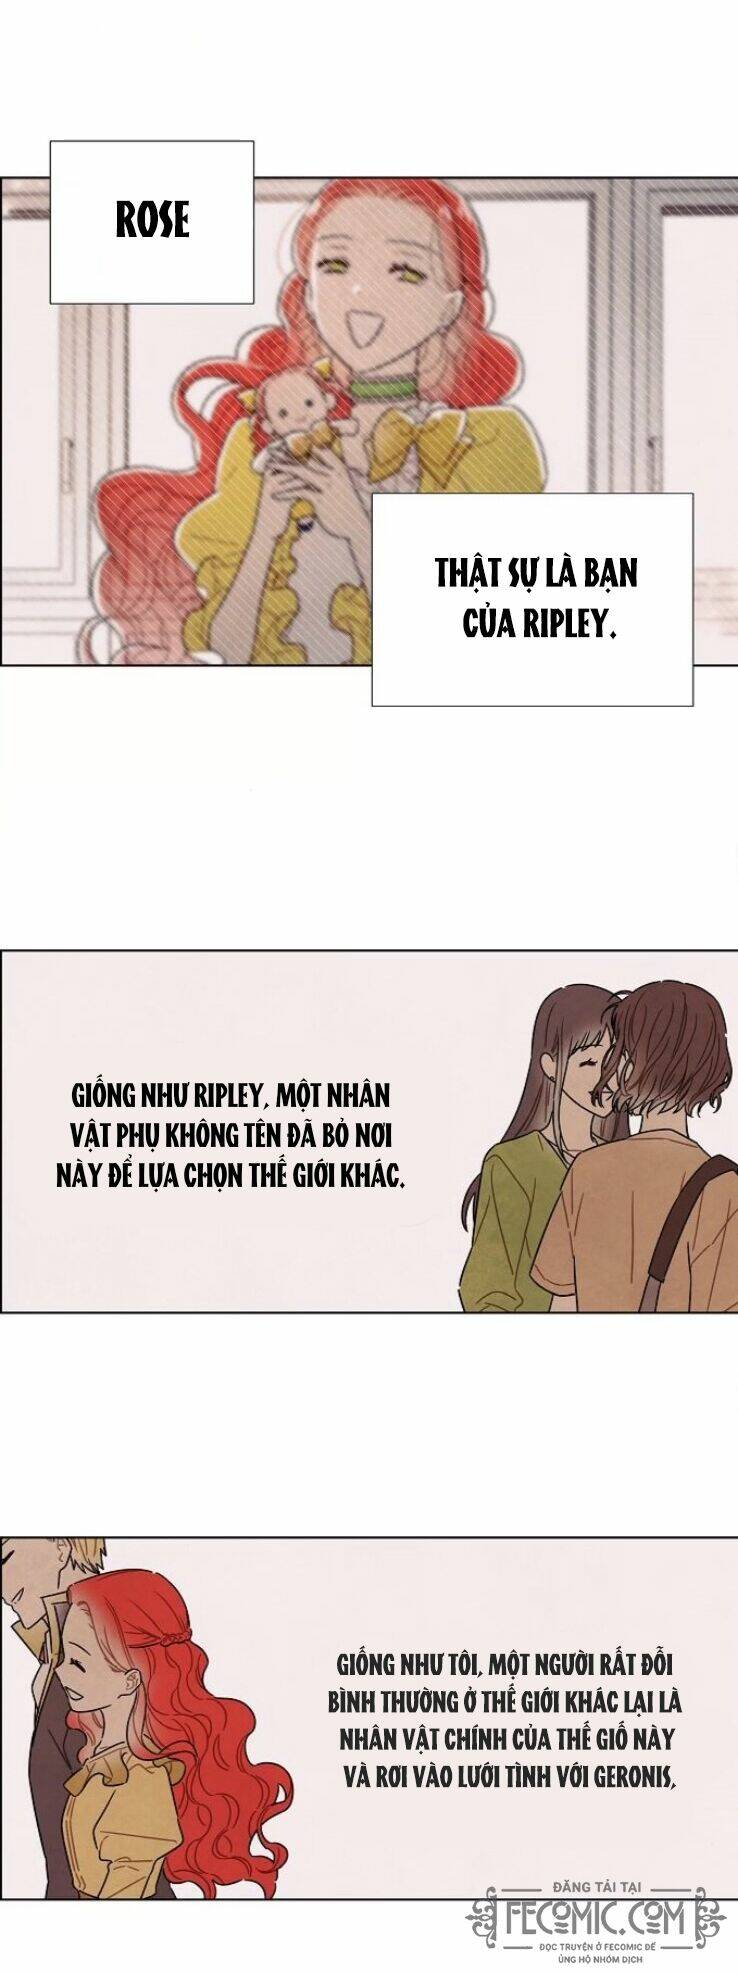 ROSE
THẬT SỰ LÀ BẠN
CỦA RIPLEY.
GIỐNG NHƯ RIPLEY, MỘT NHÂN
VẬT PHỤ KHÔNG TÊN ĐÃ BỎ NƠI
NÀY ĐỂ LỰA CHỌN THẾ GIỚI KHÁC.
GIỐNG NHƯ TÔI, MỘT NGƯỜI RẤT ĐỖI
BÌNH THƯỜNG Ở THẾ GIỚI KHÁC LẠI LÀ
NHÂN VẬT CHÍNH CỦA THẾ GIỐ NÀY
VÀ RƠI VÀO LƯỚI TÌNH VỚI GERONIS,
ĐĂNG TẢI TẠI
FECOMIC.COM
ĐỌC TRUYỆN Ở FECOMIC ĐỂ
ỦNG HỘ NHÓM DỊCH